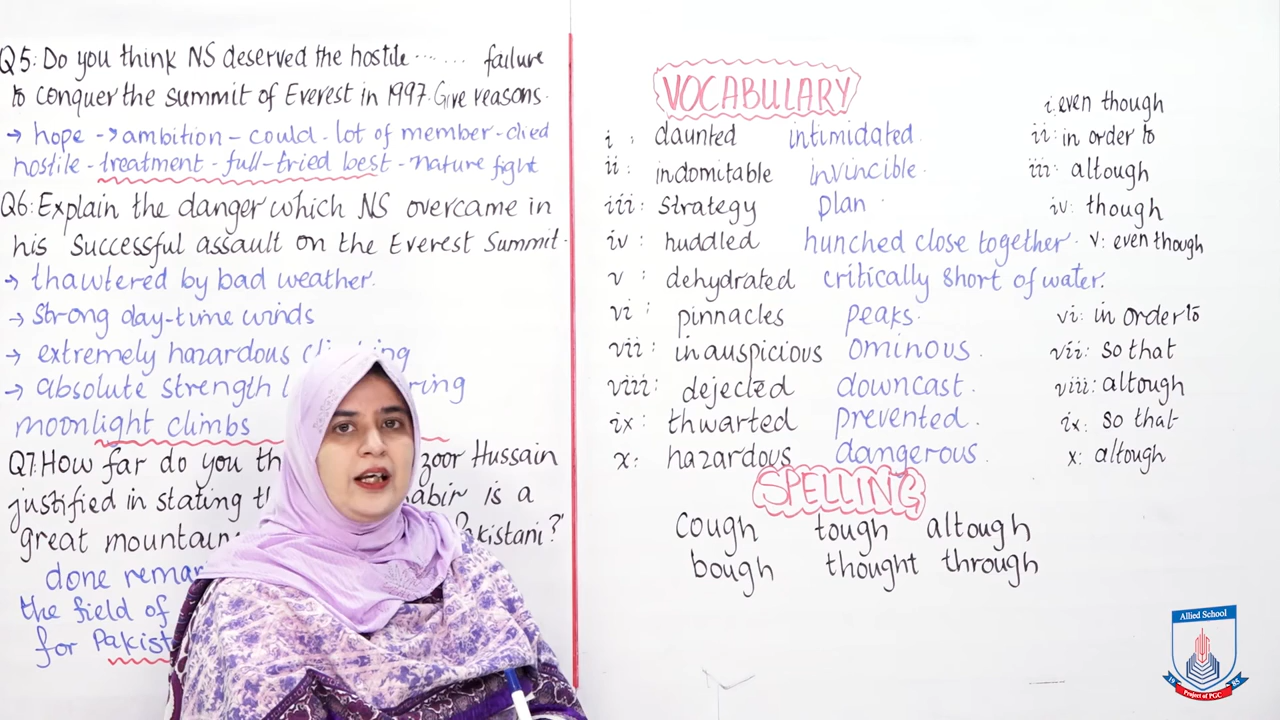 Q5: Do you think NS deserved the hostile ........ failure
to conquer the summit of Everest in 1997. Give reasons.
→ hope → ambition - could - lot of member - died
hostile - treatment - full - tried best - nature fight
Q6: Explain the danger which NS overcame in
his successful assault on the Everest Summit.
→ thawtered by bad weather.
→ strong day-time winds
→ extremely hazardous
→ absolute strength
moonlight climbs
Q7: How far do you zoor Hussain
justified in stating abir is a
great mountain kistani?
done remar
the field of
for Pakist
VOCABULARY
i : daunted intimidated.
ii : indomitable invincible.
iii : strategy plan.
iv : huddled hunched close together.
v : dehydrated critically short of water.
vi : pinnacles peaks.
vii : inauspicious ominous.
viii : dejected downcast.
ix : thwarted prevented.
x : hazardous dangerous.
i. even though
ii : in order to
iii : altough
iv : though
v : even though
vi : in order to
vii : so that
viii : altough
ix : so that
x : altough
SPELLING
cough tough altough
bough thought through
Allied School
19 85
Project of PGC